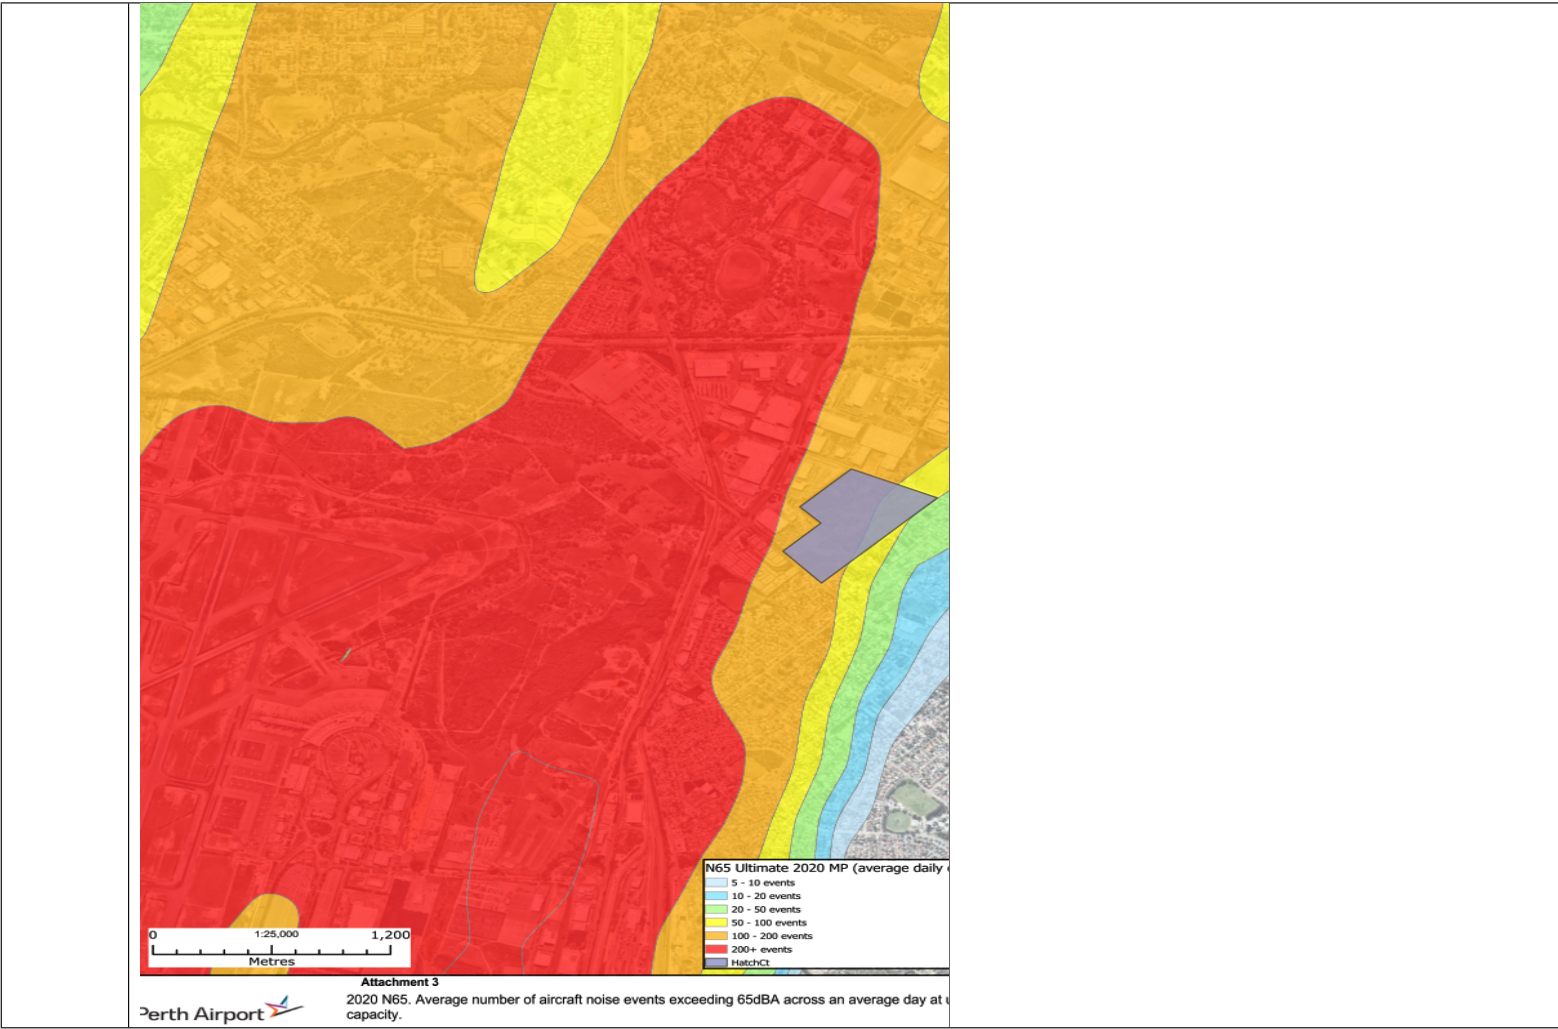 N65 Ultimate 2020 MP (average daily
5 - 10 events
10 - 20 events
20 - 50 events
50 - 100 events
100 - 200 events
200+ events
HatchCt
0 1:25,000 1,200
Metres
Attachment 3
Perth Airport
2020 N65. Average number of aircraft noise events exceeding 65dBA across an average day at
capacity.